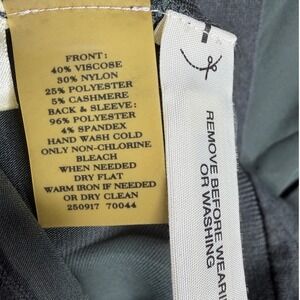 FRONT:
40% VISCOSE
30% NYLON
25% POLYESTER
5% CASHMERE
BACK & SLEEVE:
96% POLYESTER
4% SPANDEX
HAND WASH COLD
ONLY NON-CHLORINE
BLEACH
WHEN NEEDED
DRY FLAT
WARM IRON IF NEEDED
OR DRY CLEAN
250917 70044
REMOVE BEFORE WEARIN
OR WASHING